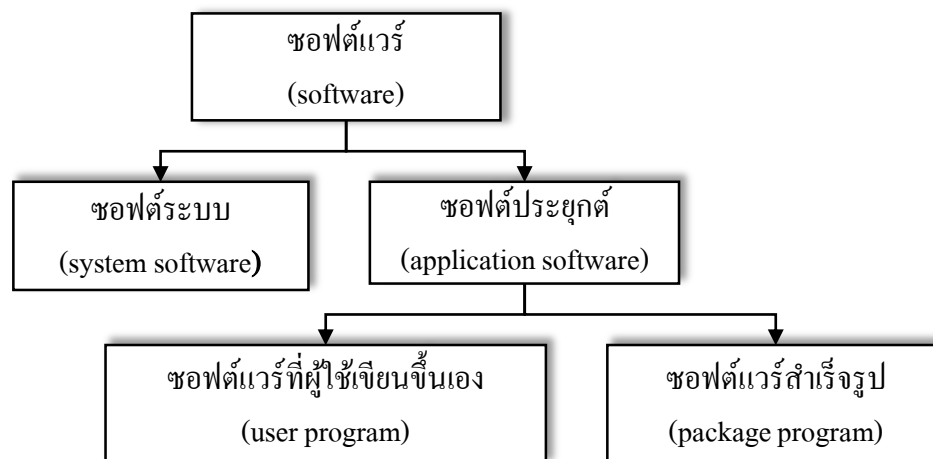 ซอฟต์แวร์
(software)
ซอฟต์ระบบ
(system software)
ซอฟต์ประยุกต์
(application software)
ซอฟต์แวร์ที่ผู้ใช้เขียนขึ้นเอง
(user program)
ซอฟต์แวร์สำเร็จรูป
(package program)